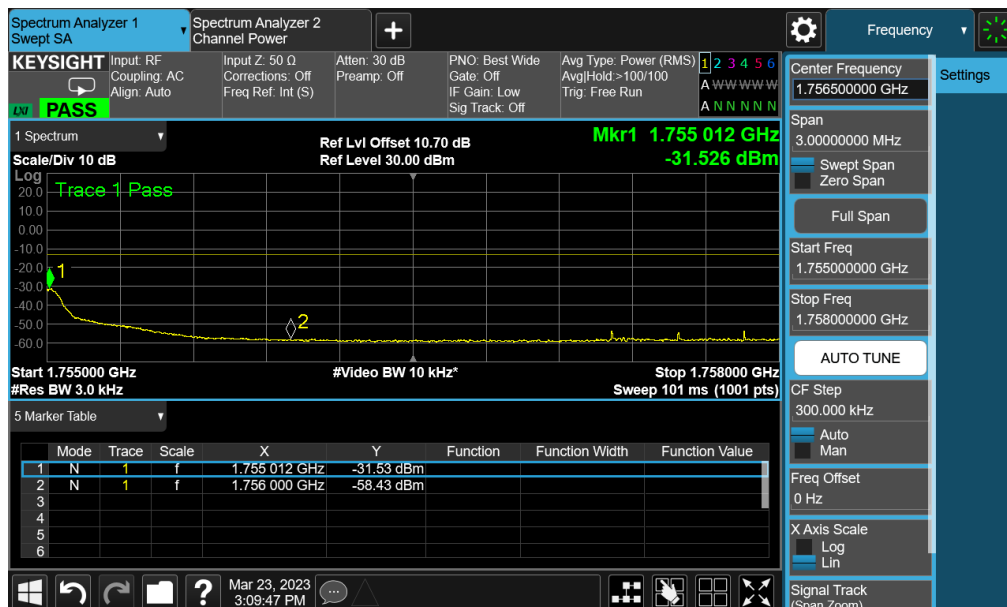 Spectrum Analyzer 1
Swept SA
Spectrum Analyzer 2
Channel Power
+
Frequency
KEYSIGHT
LXI PASS
Input: RF
Coupling: AC
Align: Auto
Input Z: 50 Ω
Corrections: Off
Freq Ref: Int (S)
Atten: 30 dB
Preamp: Off
PNO: Best Wide
Gate: Off
IF Gain: Low
Sig Track: Off
Avg Type: Power (RMS)
Avg|Hold:>100/100
Trig: Free Run
1 2 3 4 5 6
A W W W W W
A N N N N N
1 Spectrum
Scale/Div 10 dB
Ref Lvl Offset 10.70 dB
Ref Level 30.00 dBm
Mkr1 1.755 012 GHz
-31.526 dBm
Log
Trace 1 Pass
20.0
10.0
0.00
-10.0
-20.0
-30.0
-40.0
-50.0
-60.0
1
2
Start 1.755000 GHz
#Res BW 3.0 kHz
#Video BW 10 kHz*
Stop 1.758000 GHz
Sweep 101 ms (1001 pts)
5 Marker Table
Mode Trace Scale X Y Function Function Width Function Value
1 N 1 f 1.755 012 GHz -31.53 dBm
2 N 1 f 1.756 000 GHz -58.43 dBm
3
4
5
6
?
Mar 23, 2023
3:09:47 PM
Center Frequency
1.756500000 GHz
Span
3.00000000 MHz
Swept Span
Zero Span
Full Span
Start Freq
1.755000000 GHz
Stop Freq
1.758000000 GHz
AUTO TUNE
CF Step
300.000 kHz
Auto
Man
Freq Offset
0 Hz
X Axis Scale
Log
Lin
Signal Track
(Span Zoom)
Settings